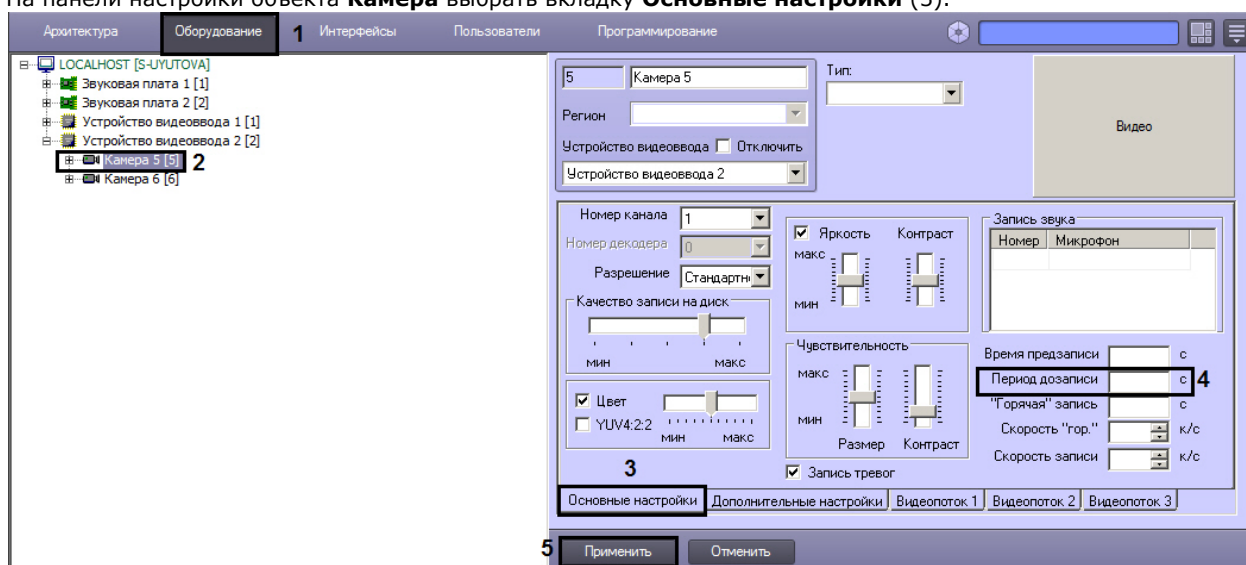 На панели настройки объекта Камера выбрать вкладку Основные настройки (3).
Архитектура Оборудование 1 Интерфейсы Пользователи Программирование
LOCALHOST [S-UYUTOVA]
Звуковая плата 1 [1]
Звуковая плата 2 [2]
Устройство видеоввода 1 [1]
Устройство видеоввода 2 [2]
Камера 5 [5] 2
Камера 6 [6]
5 Камера 5
Тип:
Регион
Устройство видеоввода Отключить
Устройство видеоввода 2
Видео
Номер канала 1
Номер декодера 0
Разрешение Стандартн
Качество записи на диск
мин макс
Цвет
YUV4:2:2
мин макс
3
Яркость Контраст
макс
мин
Чувствительность
макс
мин
Размер Контраст
Запись тревог
Запись звука
Номер Микрофон
Время предзаписи с
Период дозаписи с 4
"Горячая" запись с
Скорость "гор." к/с
Скорость записи к/с
Основные настройки Дополнительные настройки Видеопоток 1 Видеопоток 2 Видеопоток 3
5 Применить Отменить